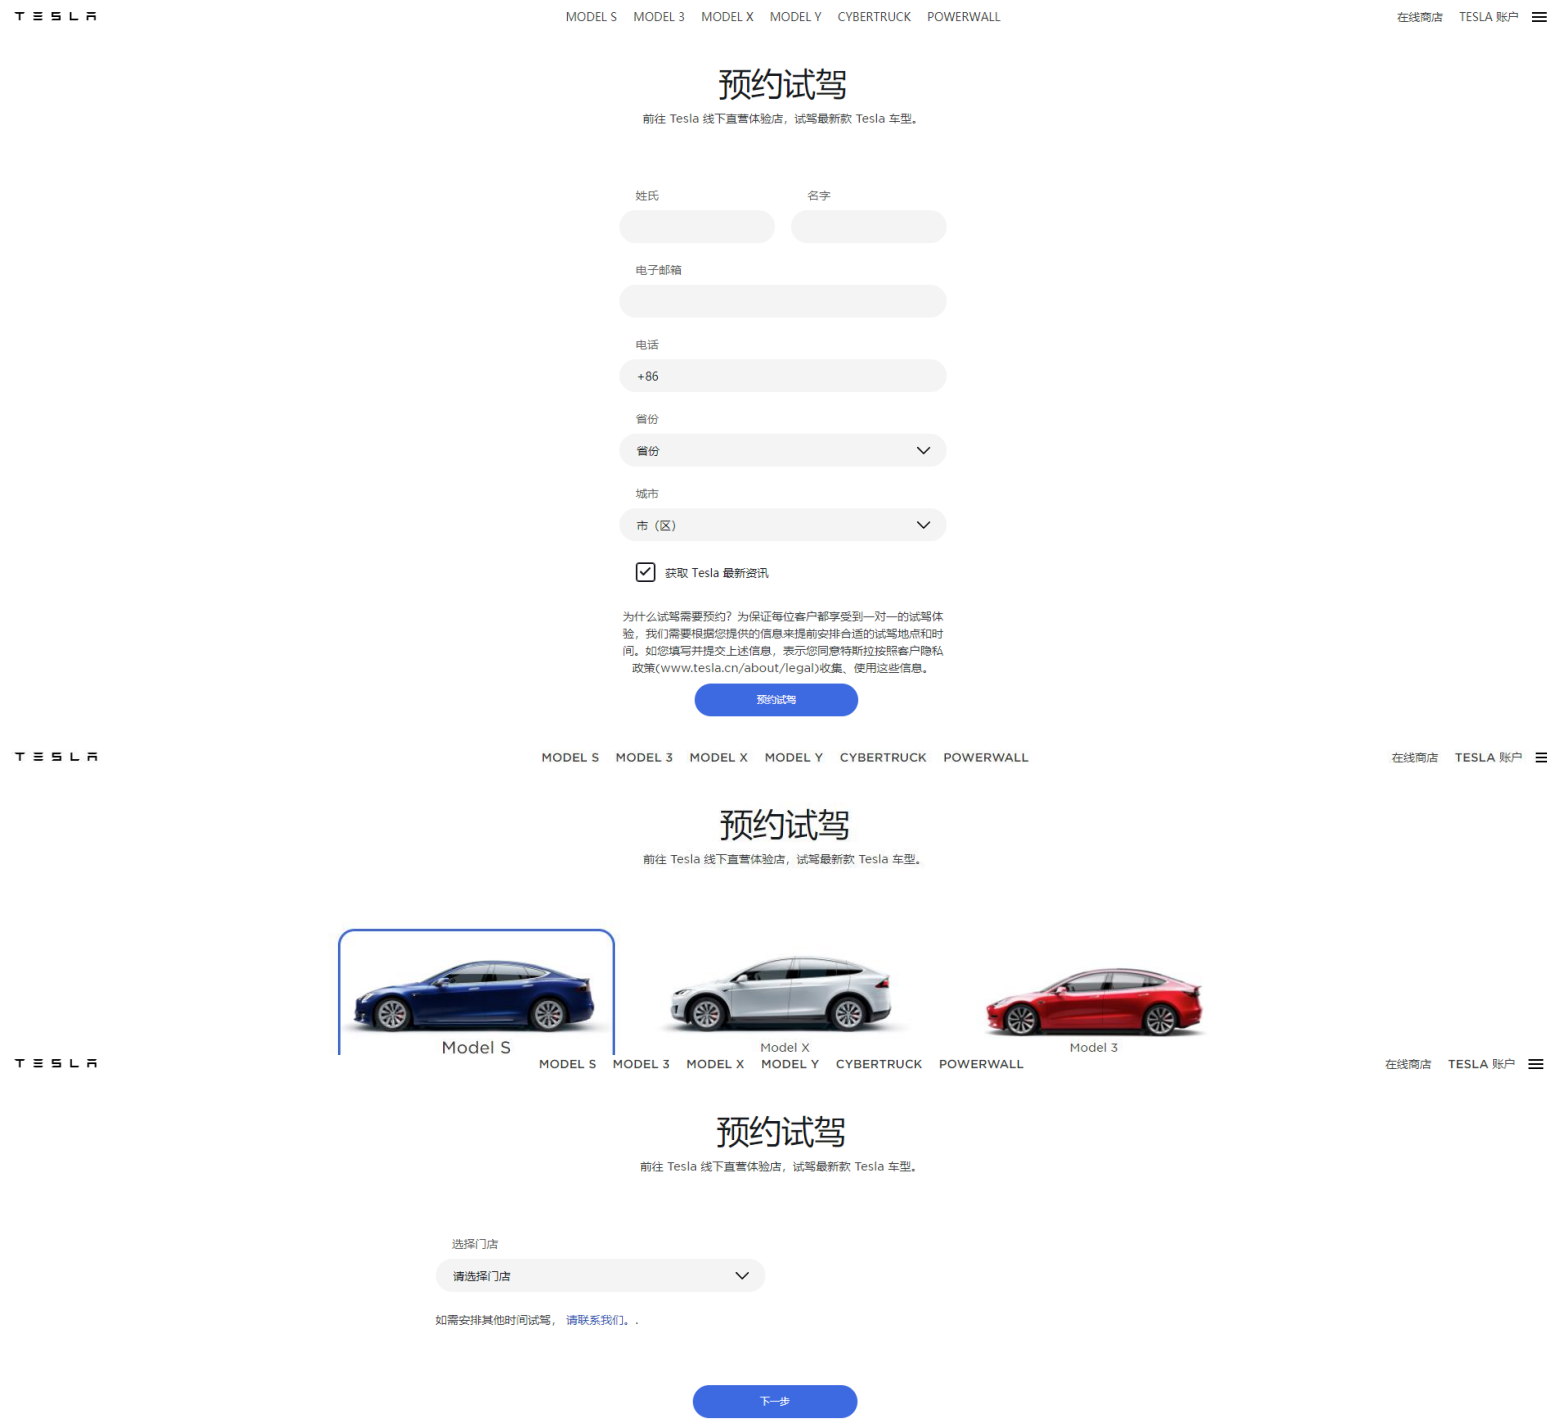 TESLA MODEL S MODEL 3 MODEL X MODEL Y CYBERTRUCK POWERWALL 在线商店 TESLA 账户
预约试驾
前往 Tesla 线下直营体验店，试驾最新款 Tesla 车型。
姓氏 名字
电子邮箱
电话
+86
省份
省份
城市
市（区）
获取 Tesla 最新资讯
为什么试驾需要预约？为保证每位客户都享受到一对一的试驾体
验，我们需要根据您提供的信息来提前安排合适的试驾地点和时
间。如您填写并提交上述信息，表示您同意特斯拉按照客户隐私
政策(www.tesla.cn/about/legal)收集、使用这些信息。
预约试驾
TESLA MODEL S MODEL 3 MODEL X MODEL Y CYBERTRUCK POWERWALL 在线商店 TESLA 账户
预约试驾
前往 Tesla 线下直营体验店，试驾最新款 Tesla 车型。
Model S Model X Model 3
TESLA MODEL S MODEL 3 MODEL X MODEL Y CYBERTRUCK POWERWALL 在线商店 TESLA 账户
预约试驾
前往 Tesla 线下直营体验店，试驾最新款 Tesla 车型。
选择门店
请选择门店
如需安排其他时间试驾， 请联系我们。.
下一步